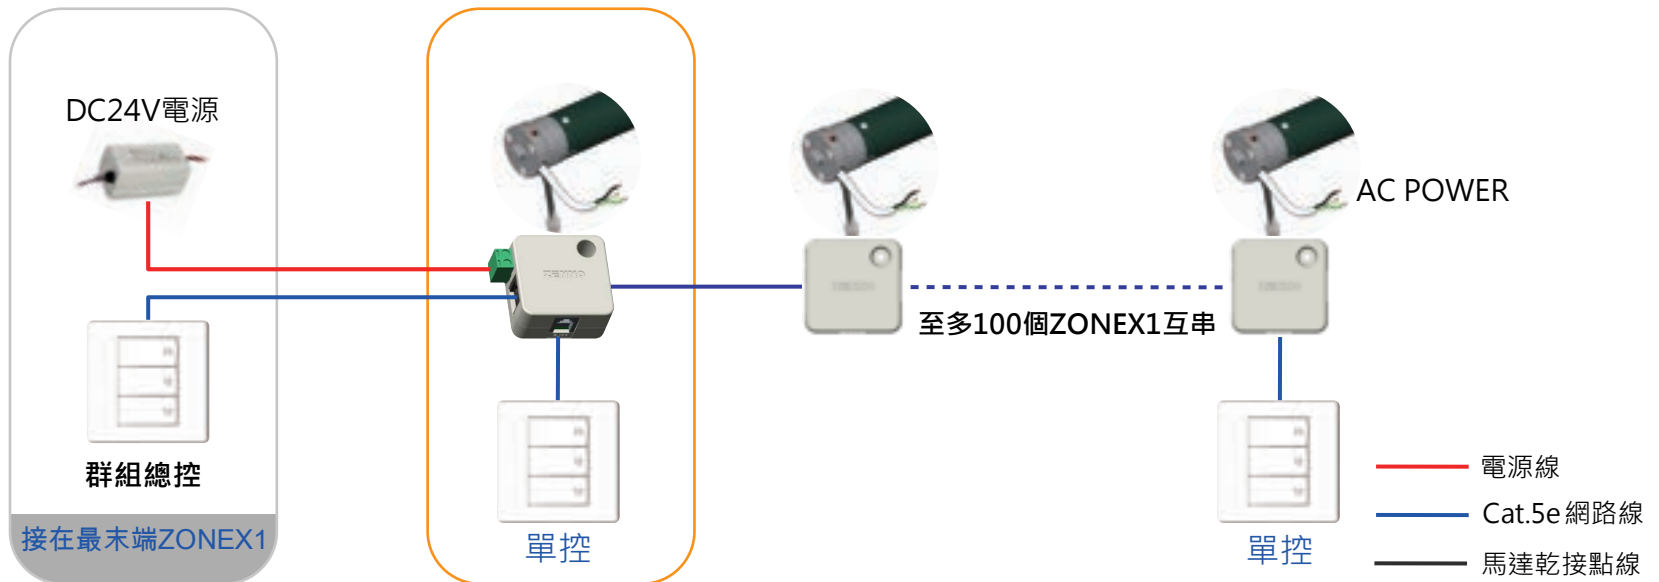 DC24V電源
群組總控
接在最末端ZONEX1
單控
至多100個ZONEX1互串
AC POWER
單控
電源線
Cat.5e網路線
馬達乾接點線